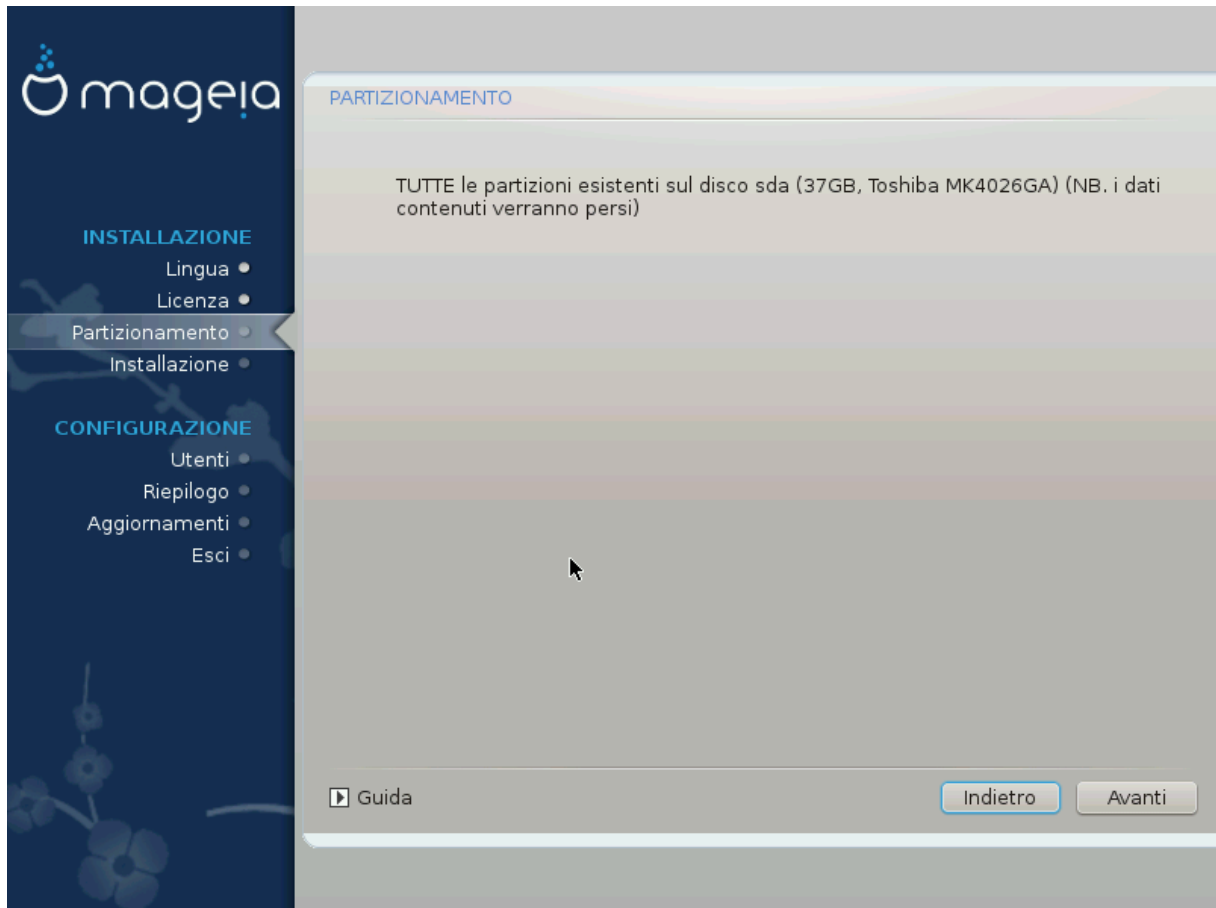 mageia
INSTALLAZIONE
Lingua
Licenza
Partizionamento
Installazione
CONFIGURAZIONE
Utenti
Riepilogo
Aggiornamenti
Esci
PARTIZIONAMENTO
TUTTE le partizioni esistenti sul disco sda (37GB, Toshiba MK4026GA) (NB. i dati
contenuti verranno persi)
Guida
Indietro
Avanti